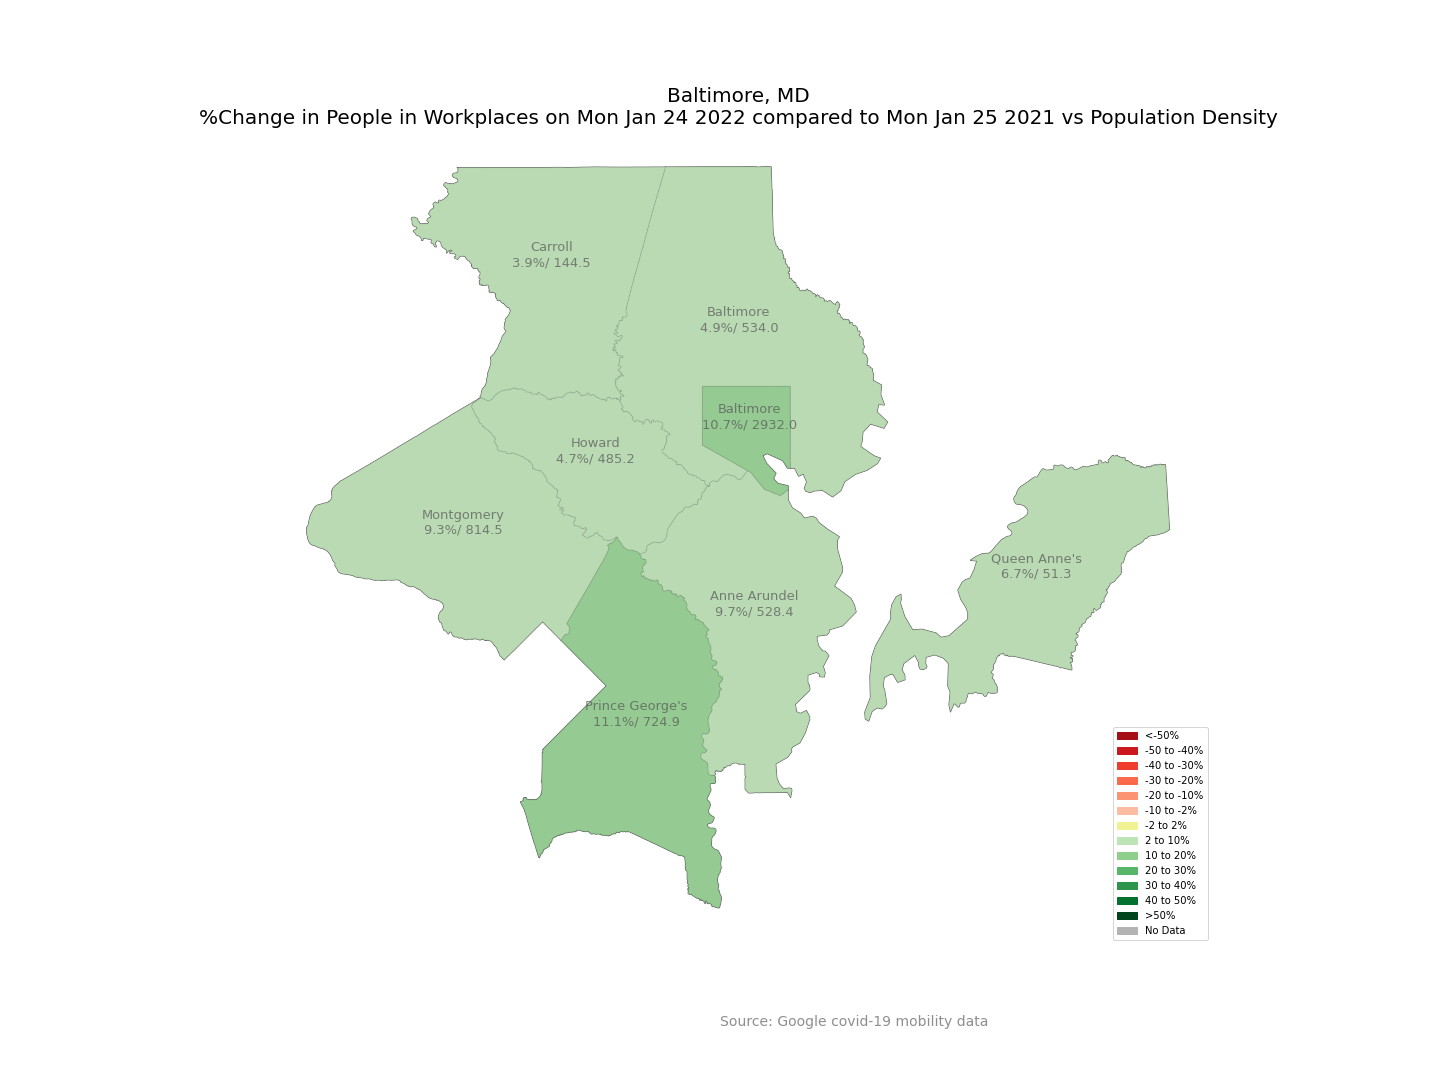 Baltimore, MD
%Change in People in Workplaces on Mon Jan 24 2022 compared to Mon Jan 25 2021 vs Population Density
Carroll
3.9%/ 144.5
Baltimore
4.9%/ 534.0
Baltimore
10.7%/ 2932.0
Howard
4.7%/ 485.2
Montgomery
9.3%/ 814.5
Queen Anne's
6.7%/ 51.3
Anne Arundel
9.7%/ 528.4
Prince George's
11.1%/ 724.9
<-50%
-50 to -40%
-40 to -30%
-30 to -20%
-20 to -10%
-10 to -2%
-2 to 2%
2 to 10%
10 to 20%
20 to 30%
30 to 40%
40 to 50%
>50%
No Data
Source: Google covid-19 mobility data